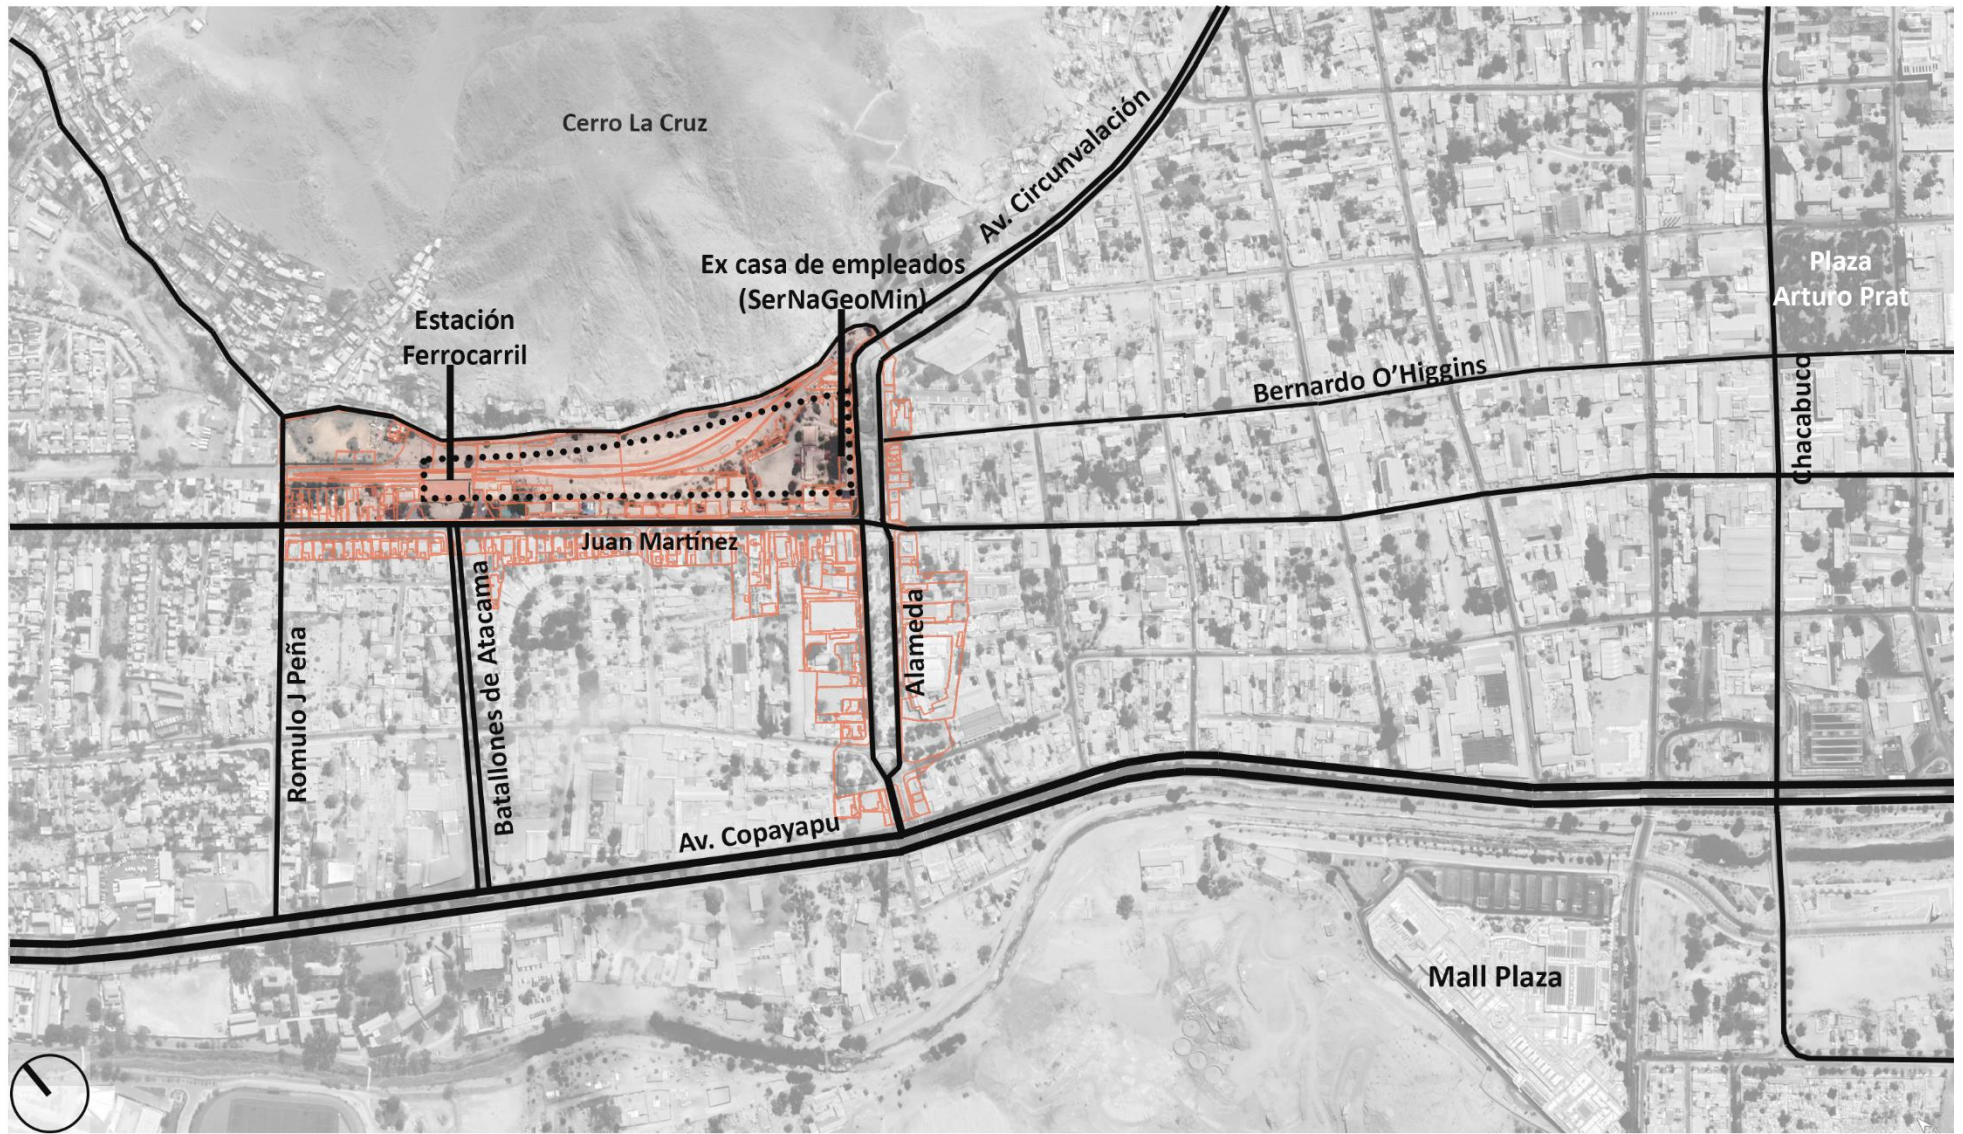 Cerro La Cruz
Av. Circunvalación
Ex casa de empleados
(SerNaGeoMin)
Plaza
Arturo Prat
Estación
Ferrocarril
Bernardo O'Higgins
Chacabuco
Juan Martínez
Batallones de Atacama
Alameda
Romulo J Peña
Av. Copayapu
Mall Plaza